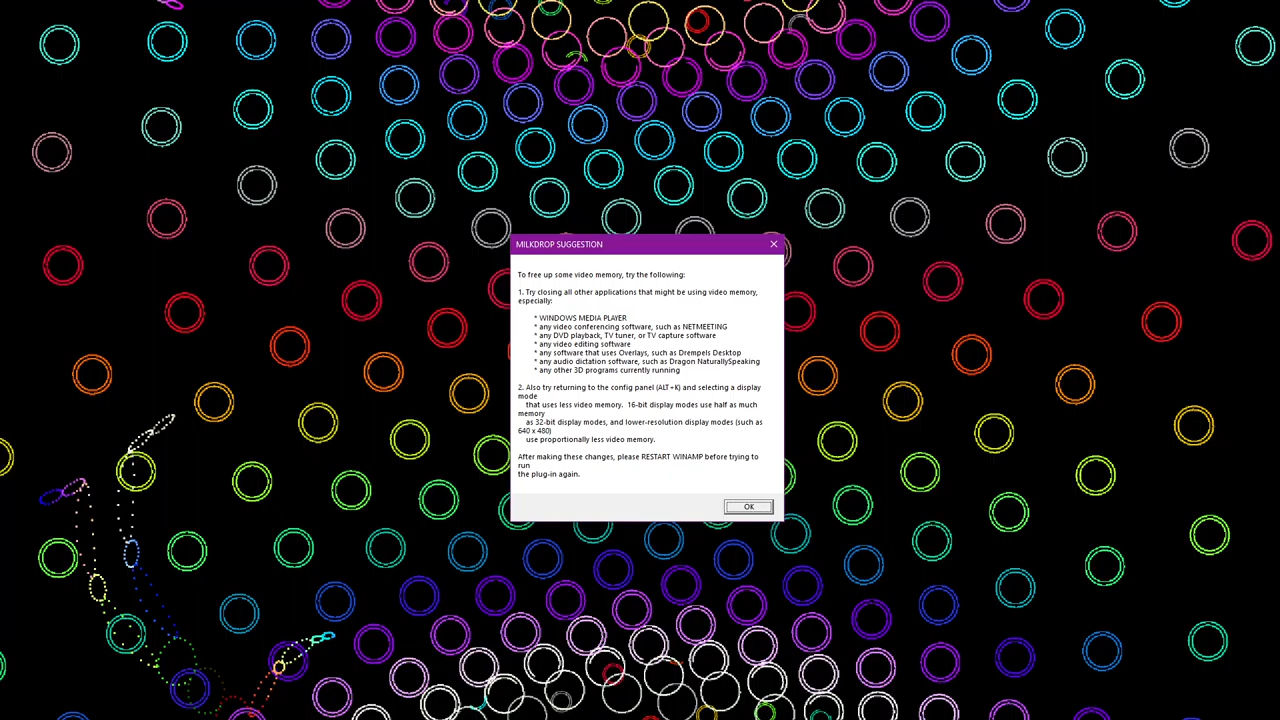 MILKDROP SUGGESTION
To free up some video memory, try the following:
1. Try closing all other applications that might be using video memory,
especially:
* WINDOWS MEDIA PLAYER
* any video conferencing software, such as NETMEETING
* any DVD playback, TV tuner, or TV capture software
* any video editing software
* any software that uses Overlays, such as Drempels Desktop
* any audio dictation software, such as Dragon NaturallySpeaking
* any other 3D programs currently running
2. Also try returning to the config panel (ALT+K) and selecting a display
mode
that uses less video memory.  16-bit display modes use half as much
memory
as 32-bit display modes, and lower-resolution display modes (such as
640 x 480)
use proportionally less video memory.
After making these changes, please RESTART WINAMP before trying to
run
the plug-in again.
OK